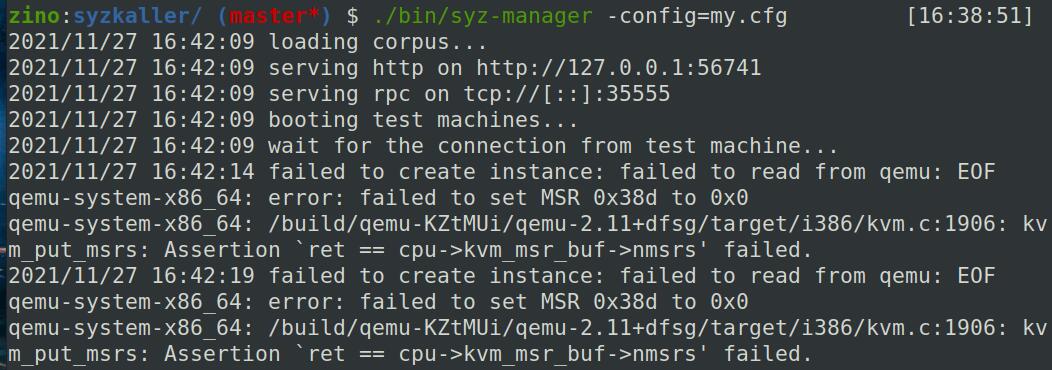 zino:syzkaller/ (master*) $ ./bin/syz-manager -config=my.cfg [16:38:51]
2021/11/27 16:42:09 loading corpus...
2021/11/27 16:42:09 serving http on http://127.0.0.1:56741
2021/11/27 16:42:09 serving rpc on tcp://[::]:35555
2021/11/27 16:42:09 booting test machines...
2021/11/27 16:42:09 wait for the connection from test machine...
2021/11/27 16:42:14 failed to create instance: failed to read from qemu: EOF
qemu-system-x86_64: error: failed to set MSR 0x38d to 0x0
qemu-system-x86_64: /build/qemu-KZtMUi/qemu-2.11+dfsg/target/i386/kvm.c:1906: kv
m_put_msrs: Assertion `ret == cpu->kvm_msr_buf->nmsrs' failed.
2021/11/27 16:42:19 failed to create instance: failed to read from qemu: EOF
qemu-system-x86_64: error: failed to set MSR 0x38d to 0x0
qemu-system-x86_64: /build/qemu-KZtMUi/qemu-2.11+dfsg/target/i386/kvm.c:1906: kv
m_put_msrs: Assertion `ret == cpu->kvm_msr_buf->nmsrs' failed.